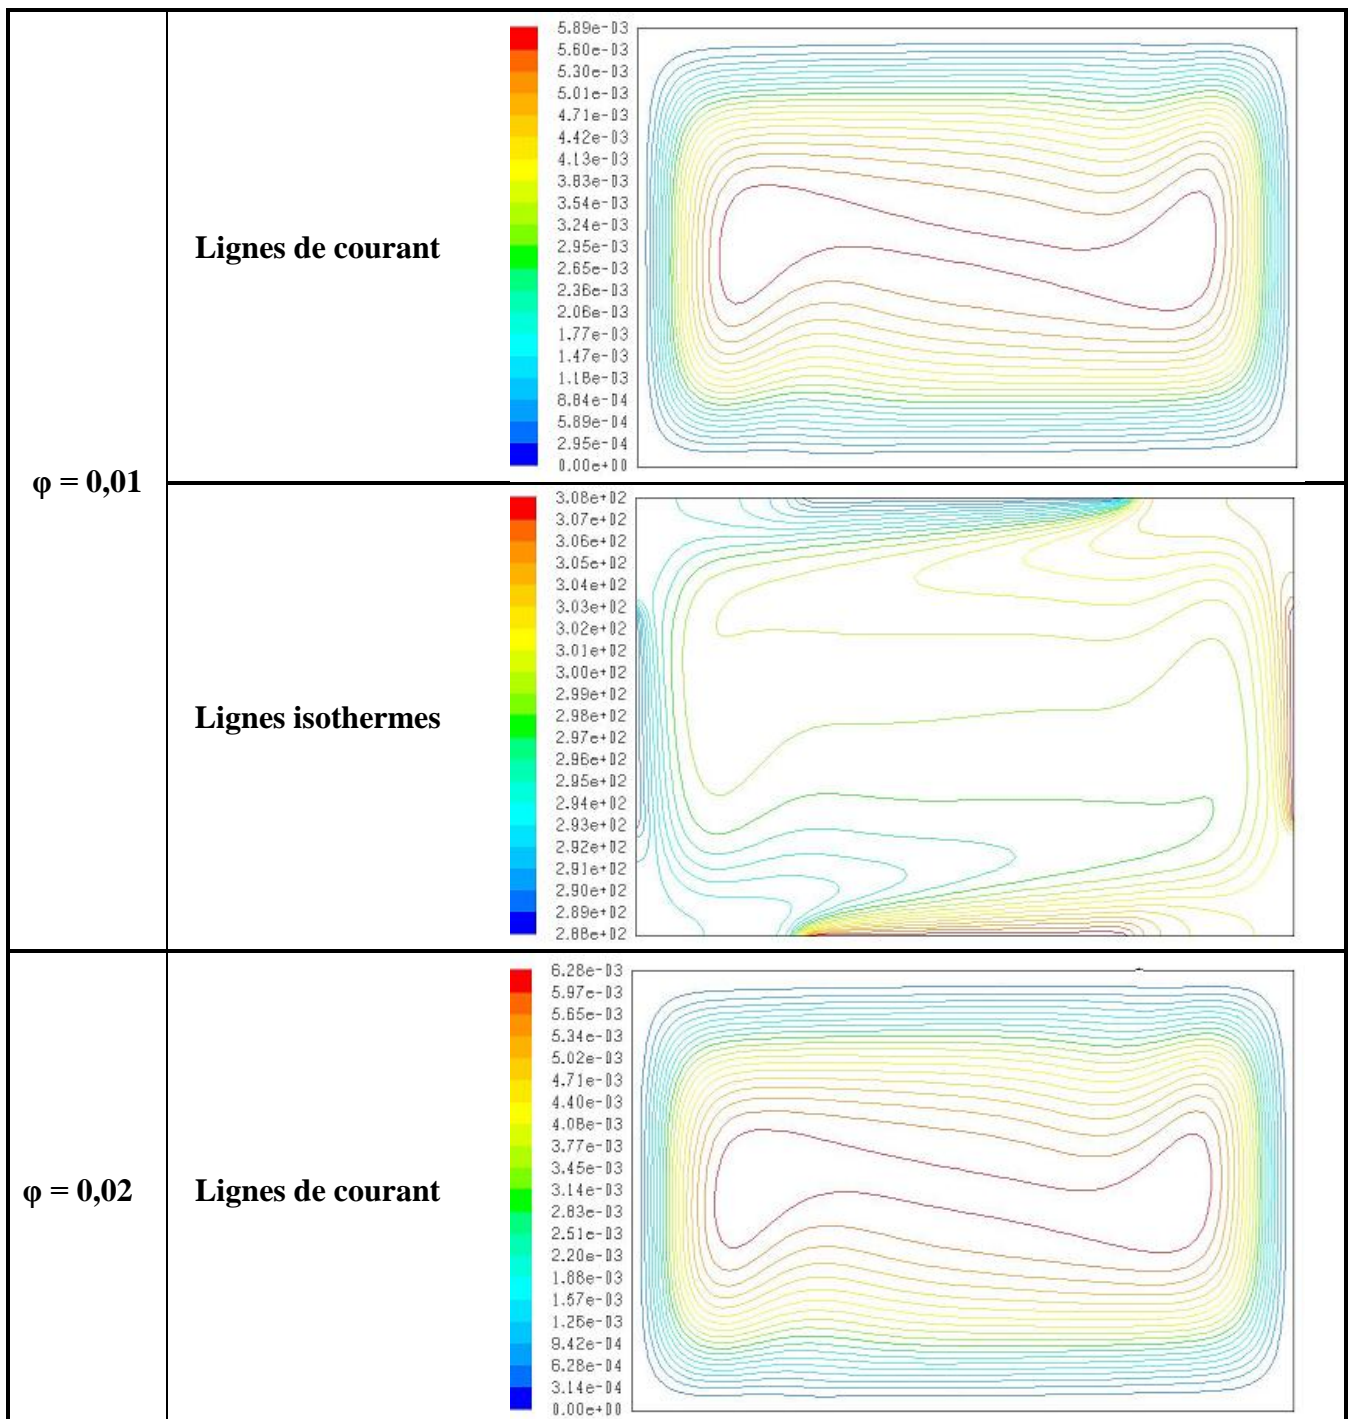 φ = 0,01
Lignes de courant
5.89e-03
5.60e-03
5.30e-03
5.01e-03
4.71e-03
4.42e-03
4.13e-03
3.83e-03
3.54e-03
3.24e-03
2.95e-03
2.65e-03
2.36e-03
2.06e-03
1.77e-03
1.47e-03
1.18e-03
8.84e-04
5.89e-04
2.95e-04
0.00e+00
Lignes isothermes
3.08e+02
3.07e+02
3.06e+02
3.05e+02
3.04e+02
3.03e+02
3.02e+02
3.01e+02
3.00e+02
2.99e+02
2.98e+02
2.97e+02
2.96e+02
2.95e+02
2.94e+02
2.93e+02
2.92e+02
2.91e+02
2.90e+02
2.89e+02
2.88e+02
φ = 0,02
Lignes de courant
6.28e-03
5.97e-03
5.65e-03
5.34e-03
5.02e-03
4.71e-03
4.40e-03
4.08e-03
3.77e-03
3.45e-03
3.14e-03
2.83e-03
2.51e-03
2.20e-03
1.88e-03
1.57e-03
1.26e-03
9.42e-04
6.28e-04
3.14e-04
0.00e+00